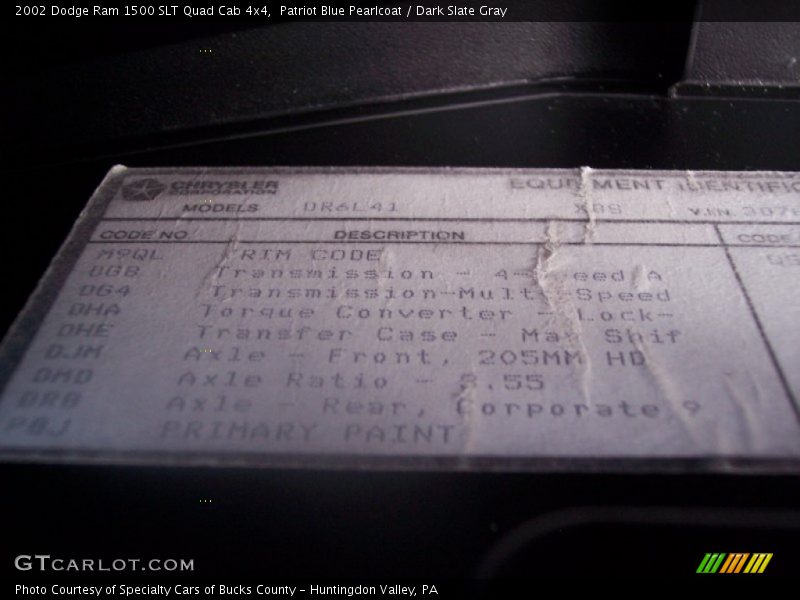 2002 Dodge Ram 1500 SLT Quad Cab 4x4,  Patriot Blue Pearlcoat / Dark Slate Gray
CHRYSLER
CORPORATION
EQUIPMENT IDENTIFIC
MODELS DR6L41 V.I.N. 307
CODE NO DESCRIPTION CODE
M9QL TRIM CODE
DGB Transmission - 4-Speed A
DG4 Transmission-Multi-Speed
DHA Torque Converter - Lock-
DHE Transfer Case - Man Shif
DJM Axle - Front, 205MM HD
DMD Axle Ratio - 3.55
DRB Axle - Rear, Corporate 9
PBJ PRIMARY PAINT
GTCARLOT.COM
Photo Courtesy of Specialty Cars of Bucks County - Huntingdon Valley, PA